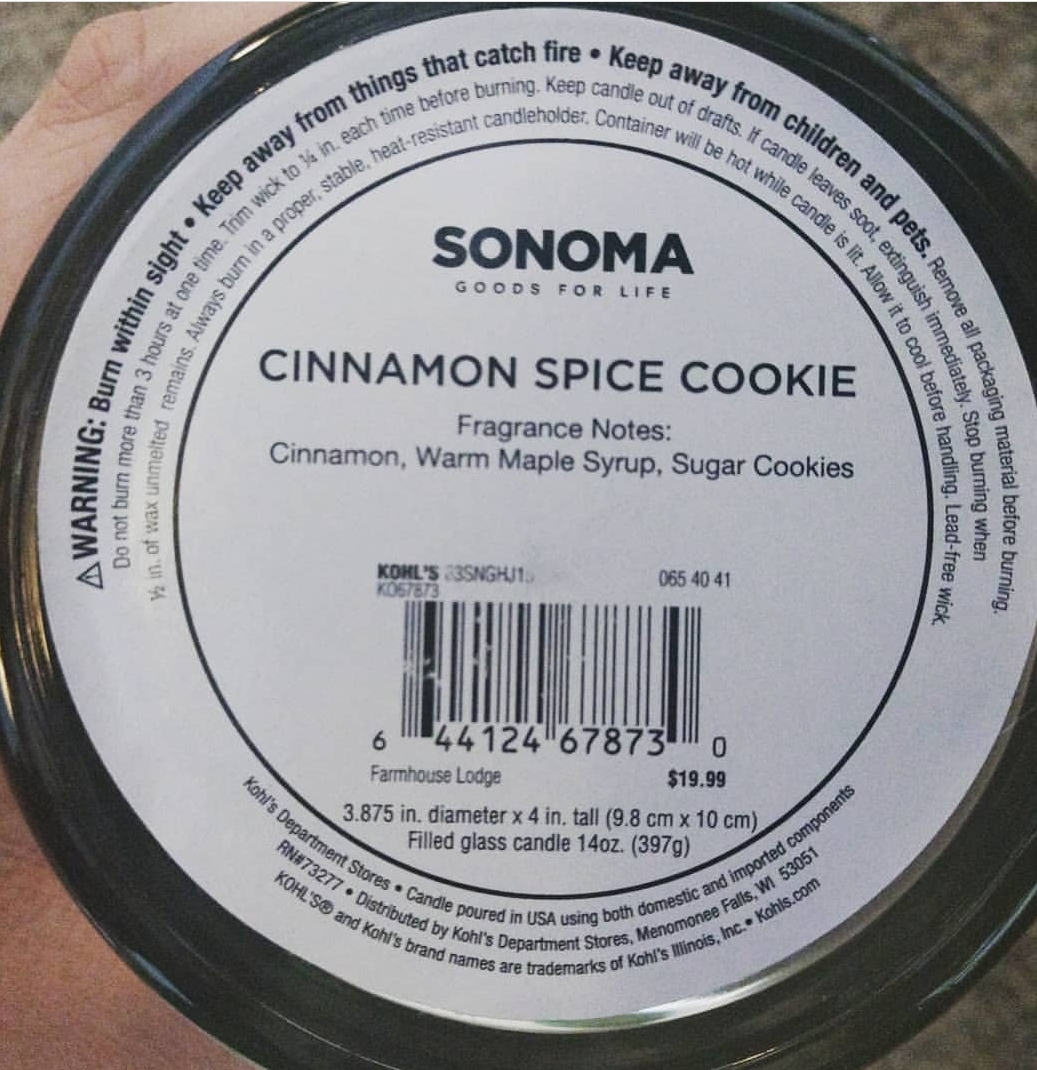 ⚠ WARNING: Burn within sight • Keep away from things that catch fire • Keep away from children and pets. Remove all packaging material before burning.
Do not burn more than 3 hours at one time. Trim wick to ¼ in. each time before burning. Keep candle out of drafts. If candle leaves soot, extinguish immediately. Stop burning when
½ in. of wax unmelted remains. Always burn in a proper, stable, heat-resistant candleholder. Container will be hot while candle is lit. Allow it to cool before handling. Lead-free wick.
SONOMA
GOODS FOR LIFE
CINNAMON SPICE COOKIE
Fragrance Notes:
Cinnamon, Warm Maple Syrup, Sugar Cookies
KOHL'S 065 40 41
KO67873
6 44124 67873 0
Farmhouse Lodge $19.99
3.875 in. diameter x 4 in. tall (9.8 cm x 10 cm)
Filled glass candle 14oz. (397g)
Kohl's Department Stores • Candle poured in USA using both domestic and imported components
RN#73277 • Distributed by Kohl's Department Stores, Menomonee Falls, WI 53051
KOHL'S® and Kohl's brand names are trademarks of Kohl's Illinois, Inc. • Kohls.com